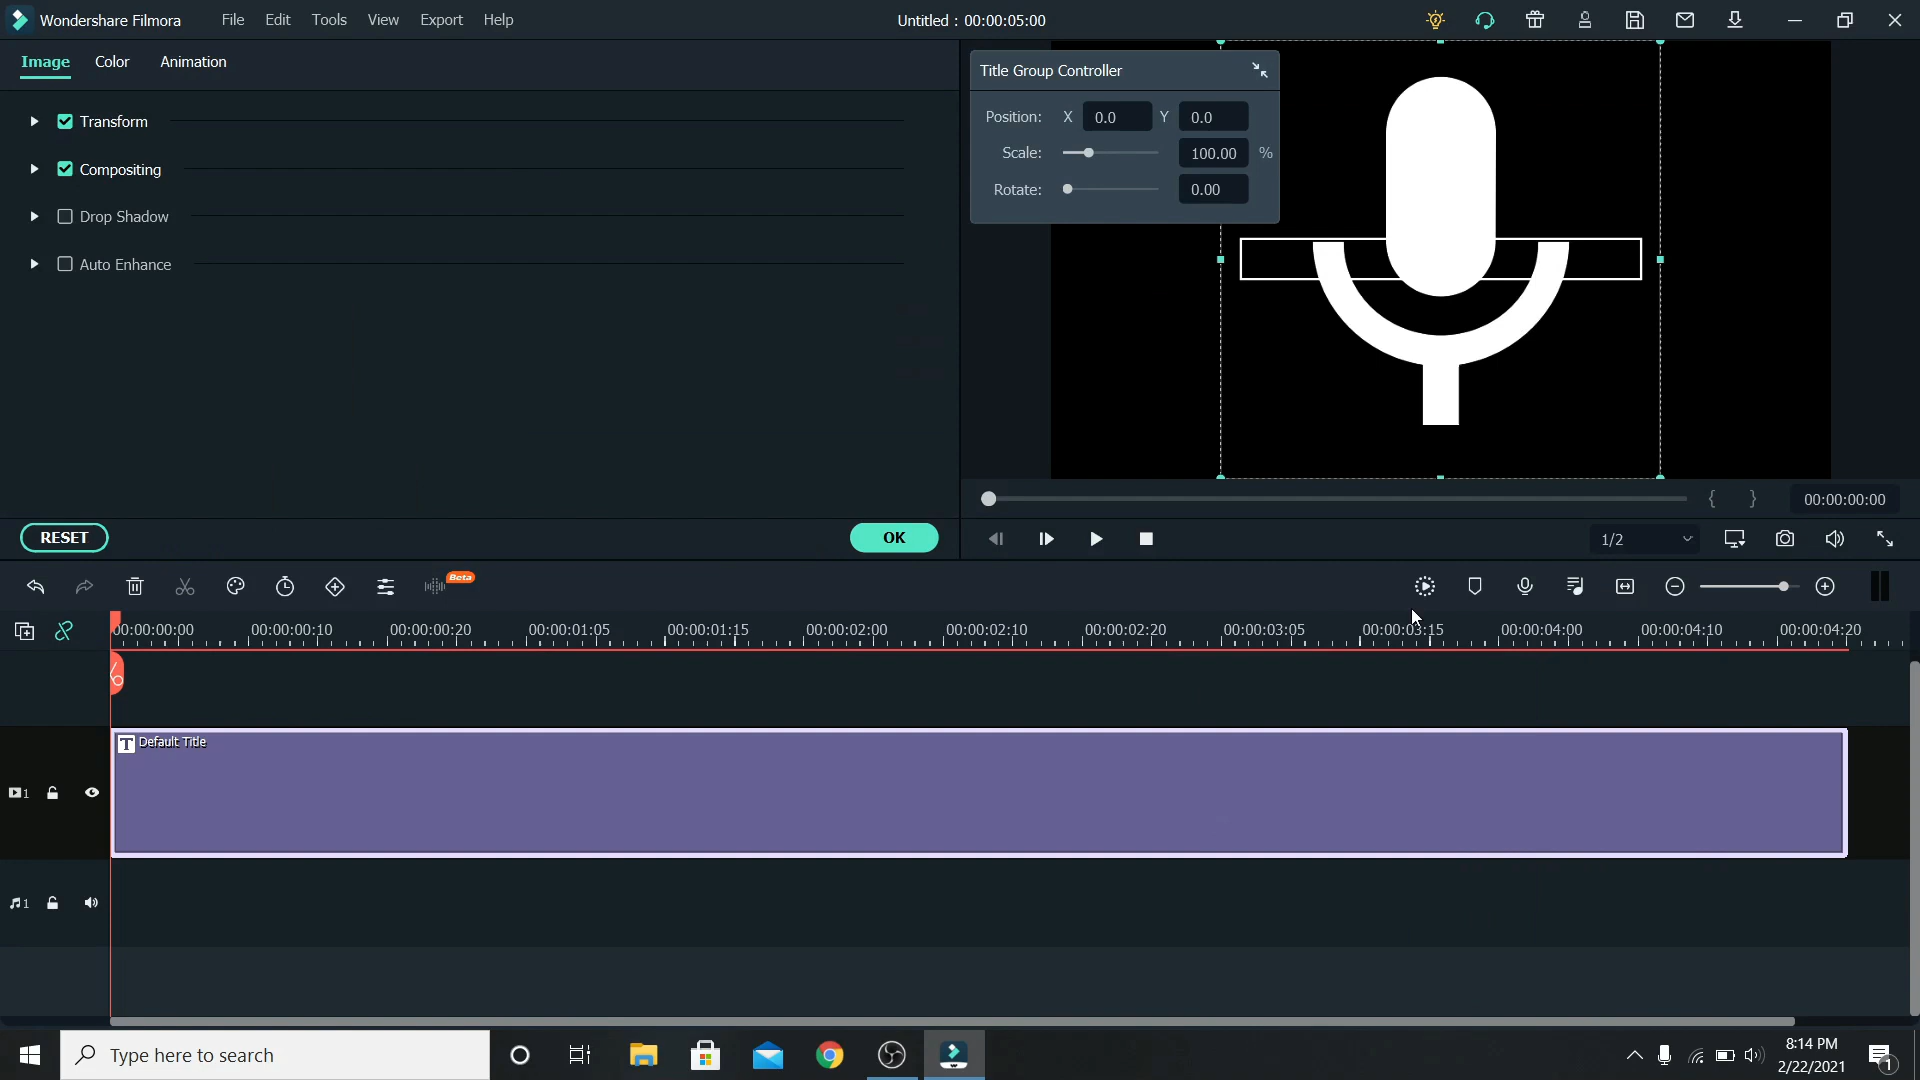 Wondershare Filmora File Edit Tools View Export Help Untitled : 00:00:05:00
Image Color Animation
Transform
Compositing
Drop Shadow
Auto Enhance
RESET OK
Title Group Controller
Position: X 0.0 Y 0.0
Scale: 100.00 %
Rotate: 0.00
{ } 00:00:00:00
1/2
Beta
00:00:00:00 00:00:00:10 00:00:00:20 00:00:01:05 00:00:01:15 00:00:02:00 00:00:02:10 00:00:02:20 00:00:03:05 00:00:03:15 00:00:04:00 00:00:04:10 00:00:04:20
T Default Title
1
1
Type here to search
8:14 PM
2/22/2021
1